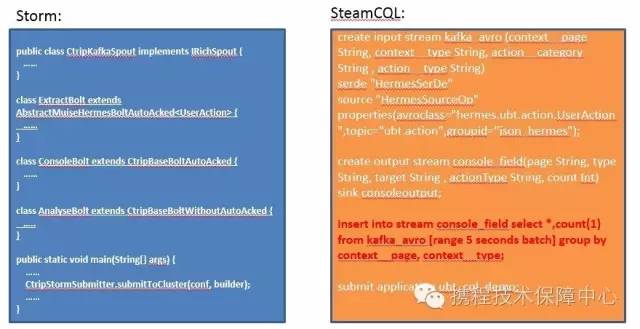 Storm:
public class CtripKafkaSpout implements IRichSpout {
......
}
class ExtractBolt extends
AbstractMuiseHermesBoltAutoAcked<UserAction> {
......
}
class ConsoleBolt extends CtripBaseBoltAutoAcked {
......
}
class AnalyseBolt extends CtripBaseBoltWithoutAutoAcked {
......
}
public static void main(String[] args) {
......
CtripStormSubmitter.submitToCluster(conf, builder);
......
}
SteamCQL:
create input stream kafka_avro (context__page
String, context__type String, action__category
String , action__type String)
serde "HermesSerDe"
source "HermesSourceOp"
properties(avroclass="hermes.ubt.action.UserAction
",topic="ubt.action",groupid="json_hermes");
create output stream console_field(page String, type
String, target String , actionType String, count Int)
sink consoleoutput;
insert into stream console_field select *,count(1)
from kafka_avro [range 5 seconds batch] group by
context__page, context__type;
submit application ubt_cql_demo;
携程技术保障中心